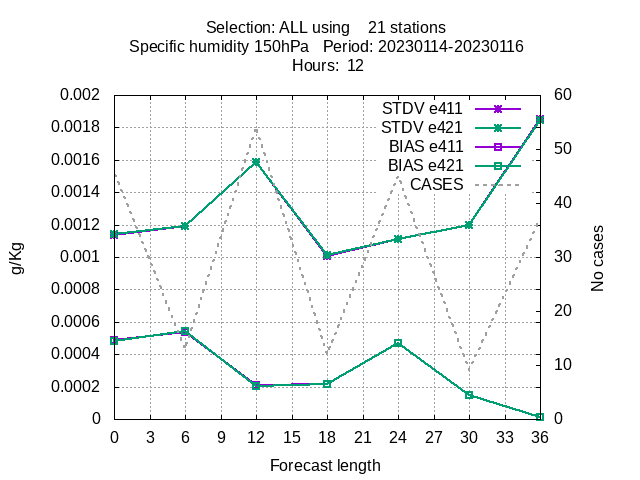 Selection: ALL using    21 stations
Specific humidity 150hPa   Period: 20230114-20230116
Hours:  12
0.002
0.0018
0.0016
0.0014
0.0012
0.001
0.0008
0.0006
0.0004
0.0002
0
g/Kg
STDV e411
STDV e421
BIAS e411
BIAS e421
CASES
60
50
40
30
20
10
0
No cases
0 3 6 9 12 15 18 21 24 27 30 33 36
Forecast length